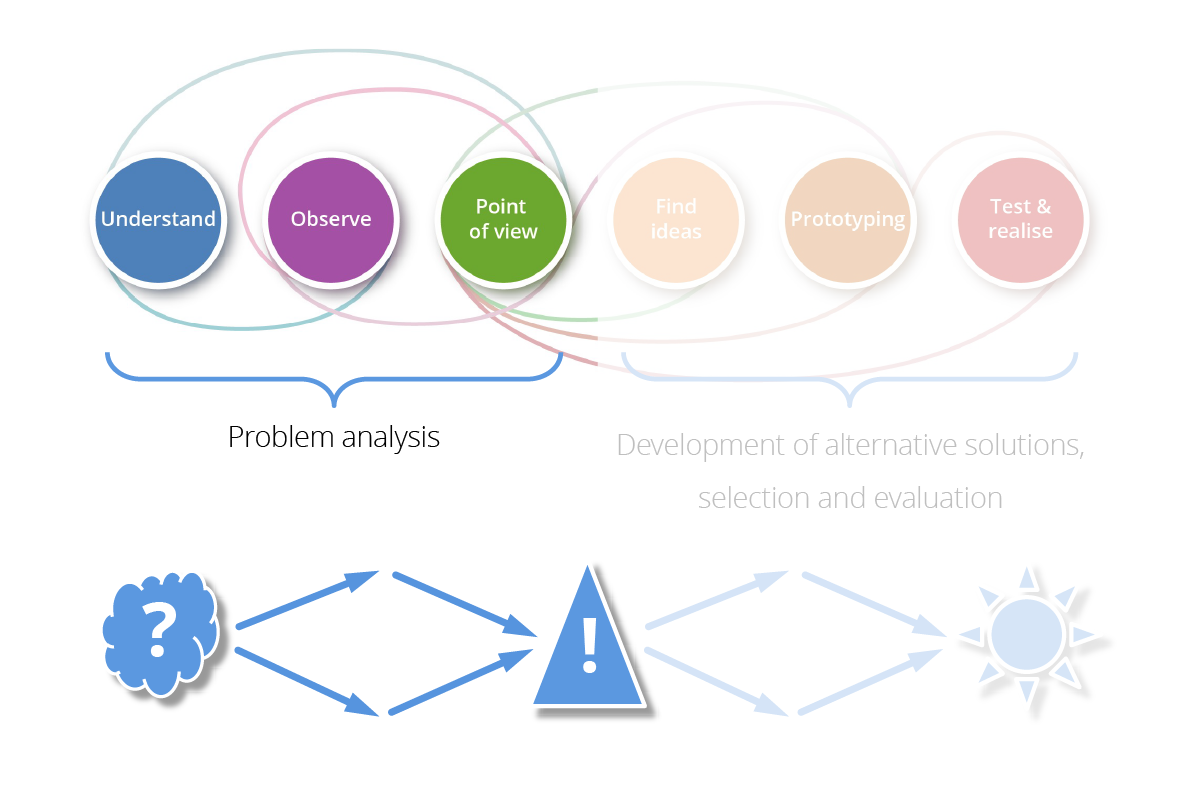 Understand
Observe
Point
of view
Find
ideas
Prototyping
Test &
realise
Problem analysis
Development of alternative solutions,
selection and evaluation
?
!